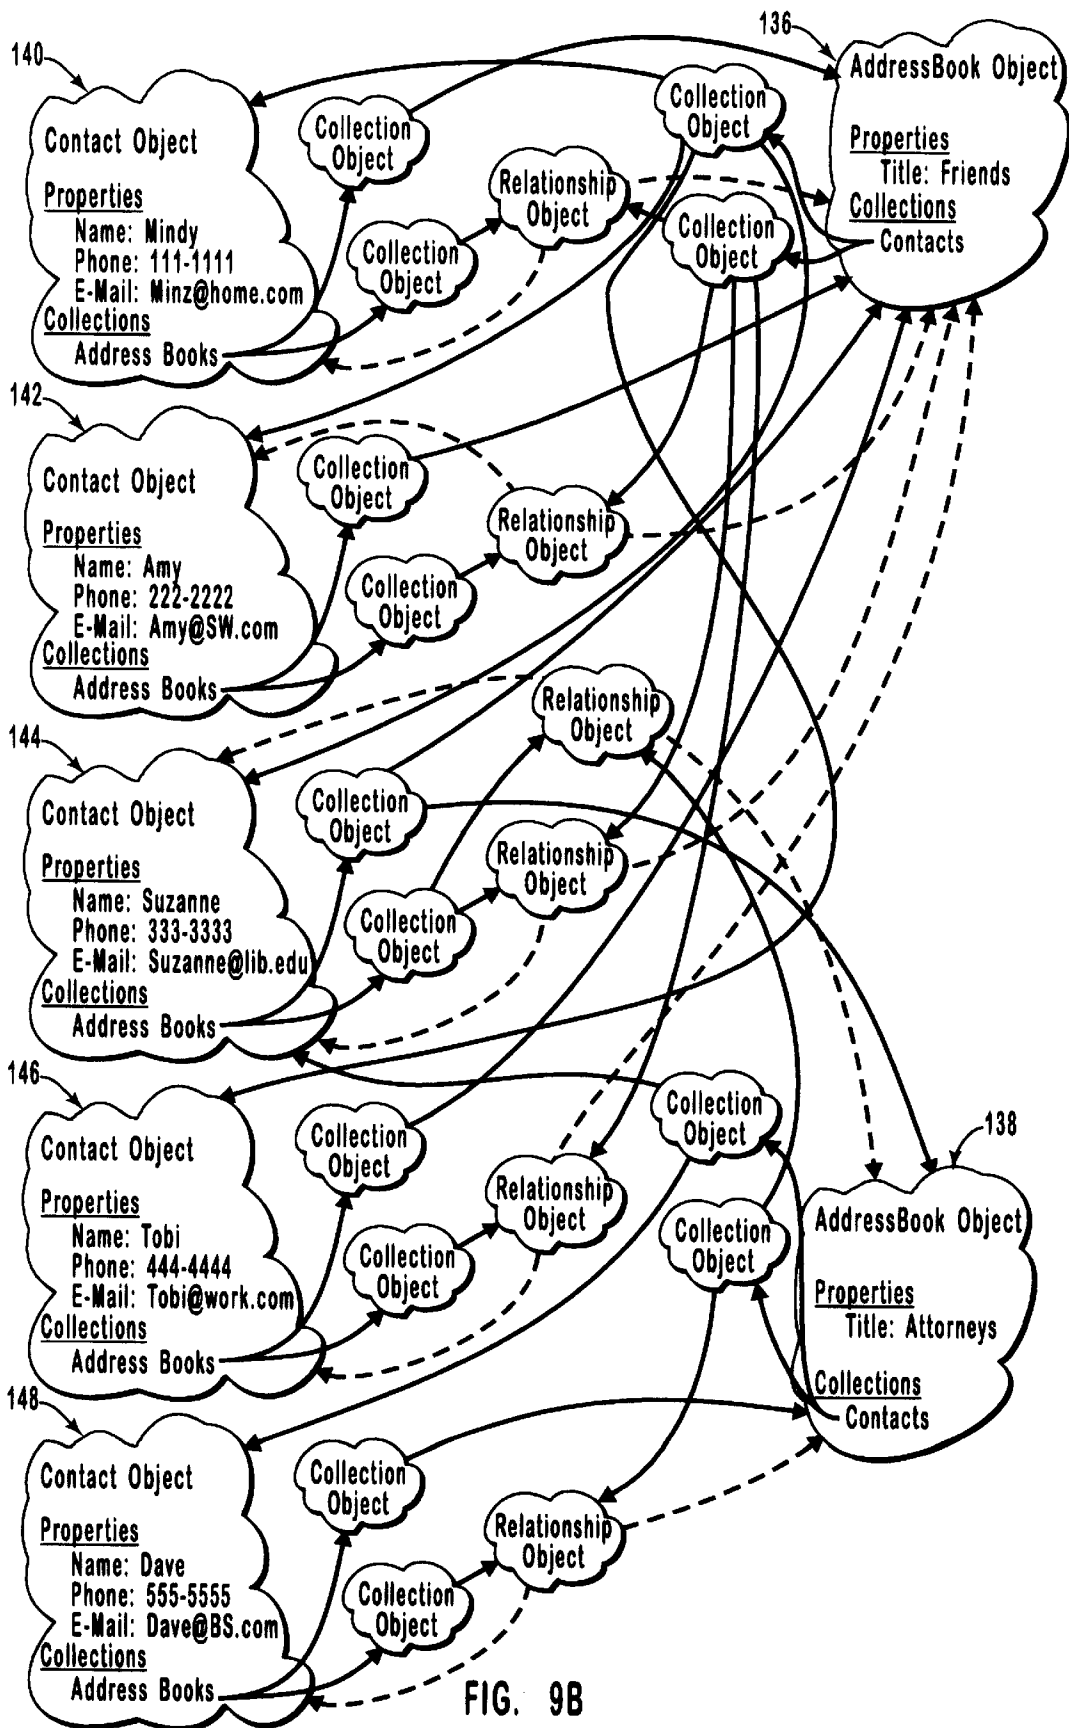 140
Contact Object
Properties
Name: Mindy
Phone: 111-1111
E-Mail: Minz@home.com
Collections
Address Books
Collection
Object
Collection
Object
Relationship
Object
Collection
Object
Collection
Object
136
AddressBook Object
Properties
Title: Friends
Collections
Contacts
142
Contact Object
Properties
Name: Amy
Phone: 222-2222
E-Mail: Amy@SW.com
Collections
Address Books
Collection
Object
Collection
Object
Relationship
Object
144
Contact Object
Properties
Name: Suzanne
Phone: 333-3333
E-Mail: Suzanne@lib.edu
Collections
Address Books
Relationship
Object
Collection
Object
Relationship
Object
Collection
Object
146
Contact Object
Properties
Name: Tobi
Phone: 444-4444
E-Mail: Tobi@work.com
Collections
Address Books
Collection
Object
Collection
Object
Relationship
Object
Collection
Object
Collection
Object
138
AddressBook Object
Properties
Title: Attorneys
Collections
Contacts
148
Contact Object
Properties
Name: Dave
Phone: 555-5555
E-Mail: Dave@BS.com
Collections
Address Books
Collection
Object
Collection
Object
Relationship
Object
FIG. 9B